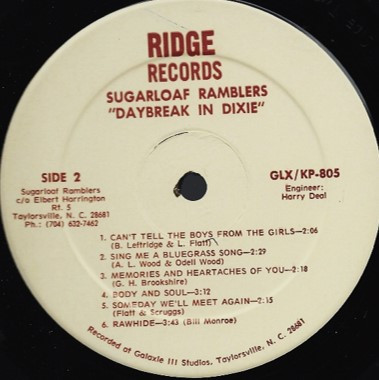 RIDGE
RECORDS
SUGARLOAF RAMBLERS
"DAYBREAK IN DIXIE"
SIDE 2
Sugarloaf Ramblers
c/o Elbert Harrington
Rt. 5
Taylorsville, N. C. 28681
Ph.: (704) 632-7462
GLX/KP-805
Engineer:
Harry Deal
1. CAN'T TELL THE BOYS FROM THE GIRLS—2:06
(B. Leftridge & L. Flatt)
2. SING ME A BLUEGRASS SONG—2:29
(A. L. Wood & Odell Wood)
3. MEMORIES AND HEARTACHES OF YOU—2:18
(G. H. Brookshire)
4. BODY AND SOUL—3:12
5. SOMEDAY WE'LL MEET AGAIN—2:15
(Flatt & Scruggs)
6. RAWHIDE—3:43 (Bill Monroe)
Recorded at Galaxie III Studios, Taylorsville, N.C. 28681